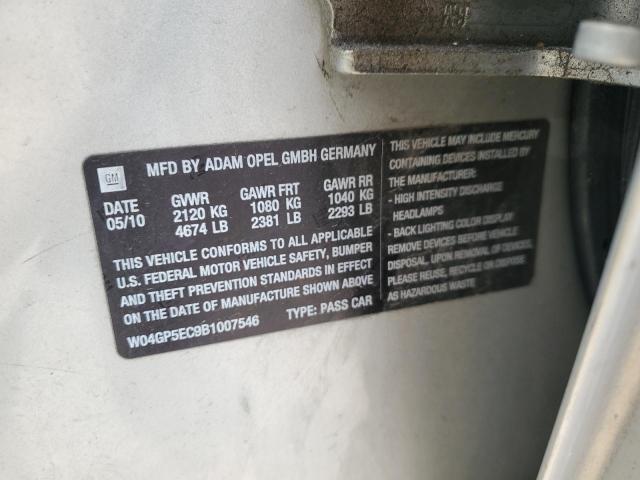 GM
MFD BY ADAM OPEL GMBH GERMANY
DATE GVWR GAWR FRT GAWR RR
05/10 2120 KG 1080 KG 1040 KG
4674 LB 2381 LB 2293 LB
THIS VEHICLE CONFORMS TO ALL APPLICABLE
U.S. FEDERAL MOTOR VEHICLE SAFETY, BUMPER
AND THEFT PREVENTION STANDARDS IN EFFECT
ON THE DATE OF MANUFACTURE SHOWN ABOVE
W04GP5EC9B1007546 TYPE: PASS CAR
THIS VEHICLE MAY INCLUDE MERCURY
CONTAINING DEVICES INSTALLED BY
THE MANUFACTURER:
- HIGH INTENSITY DISCHARGE
HEADLAMPS
- BACK LIGHTING COLOR DISPLAY
REMOVE DEVICES BEFORE VEHICLE
DISPOSAL. UPON REMOVAL OF DEVICES,
PLEASE REUSE, RECYCLE OR DISPOSE
AS HAZARDOUS WASTE